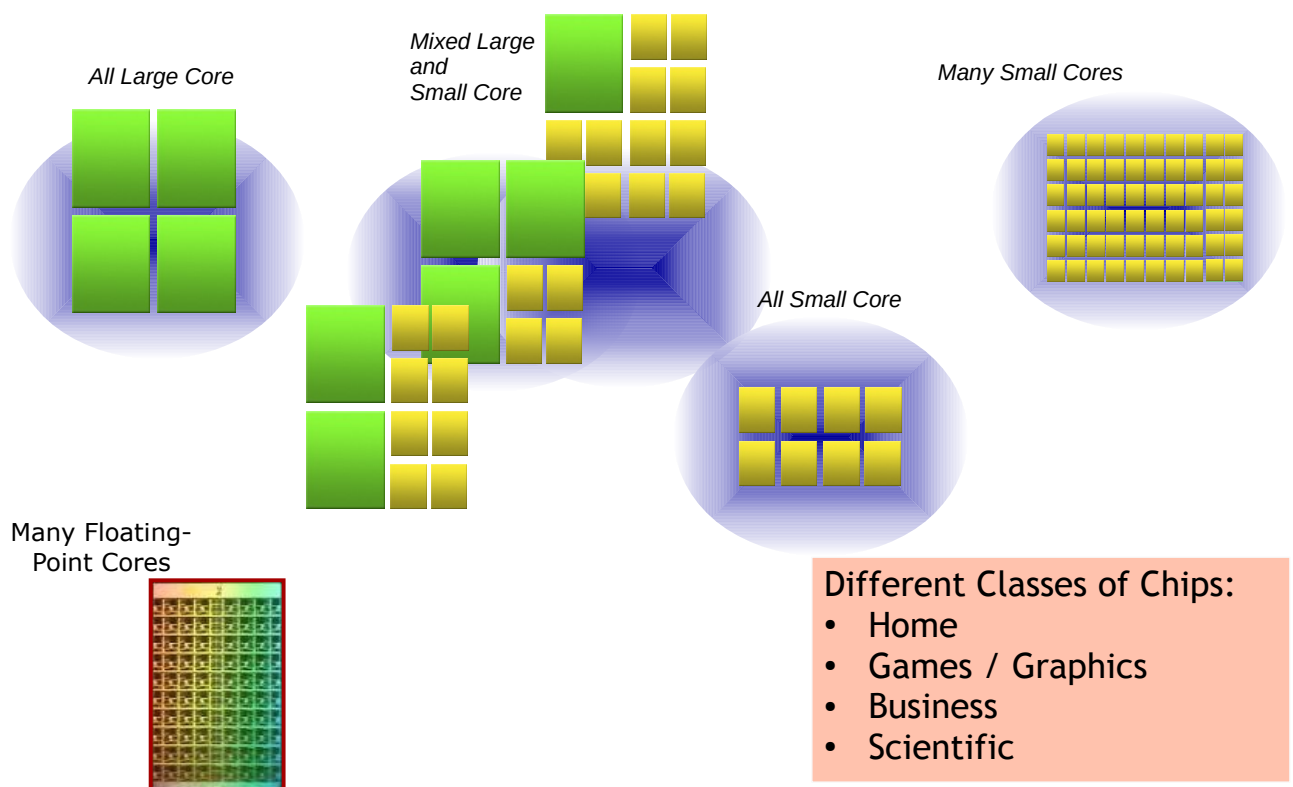 All Large Core
Mixed Large
and
Small Core
Many Small Cores
All Small Core
Many Floating-
Point Cores
Different Classes of Chips:
• Home
• Games / Graphics
• Business
• Scientific